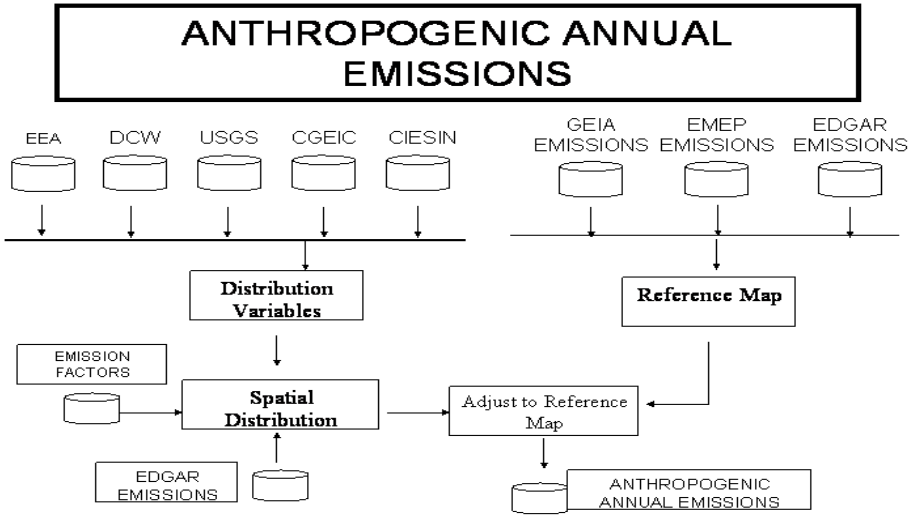 ANTHROPOGENIC ANNUAL
EMISSIONS
EEA
DCW
USGS
CGEIC
CIESIN
GEIA
EMISSIONS
EMEP
EMISSIONS
EDGAR
EMISSIONS
Distribution
Variables
Reference Map
EMISSION
FACTORS
Spatial
Distribution
Adjust to Reference
Map
EDGAR
EMISSIONS
ANTHROPOGENIC
ANNUAL EMISSIONS